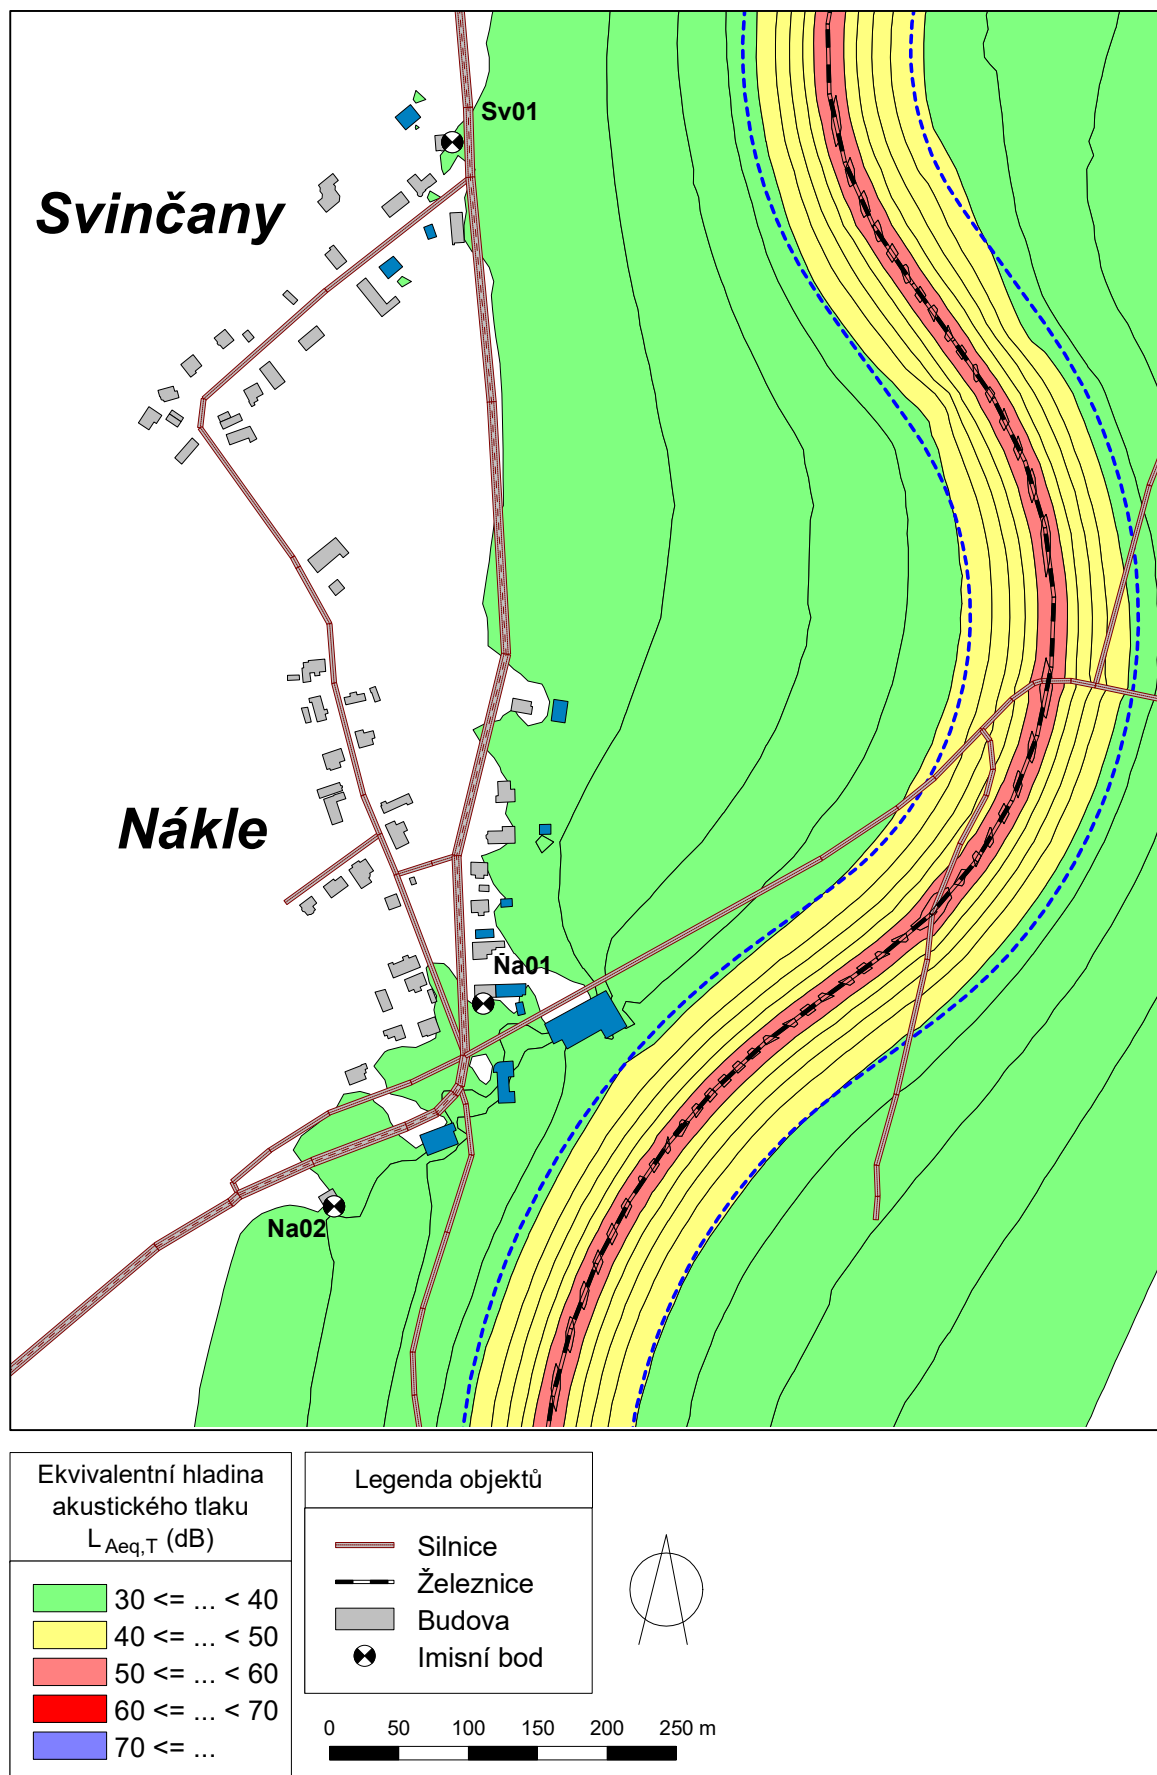 Sv01
Svinčany
Nákle
Na01
Na02
Ekvivalentní hladina
akustického tlaku
L Aeq,T (dB)
30 <= ... < 40
40 <= ... < 50
50 <= ... < 60
60 <= ... < 70
70 <= ...
Legenda objektů
Silnice
Železnice
Budova
Imisní bod
0 50 100 150 200 250 m